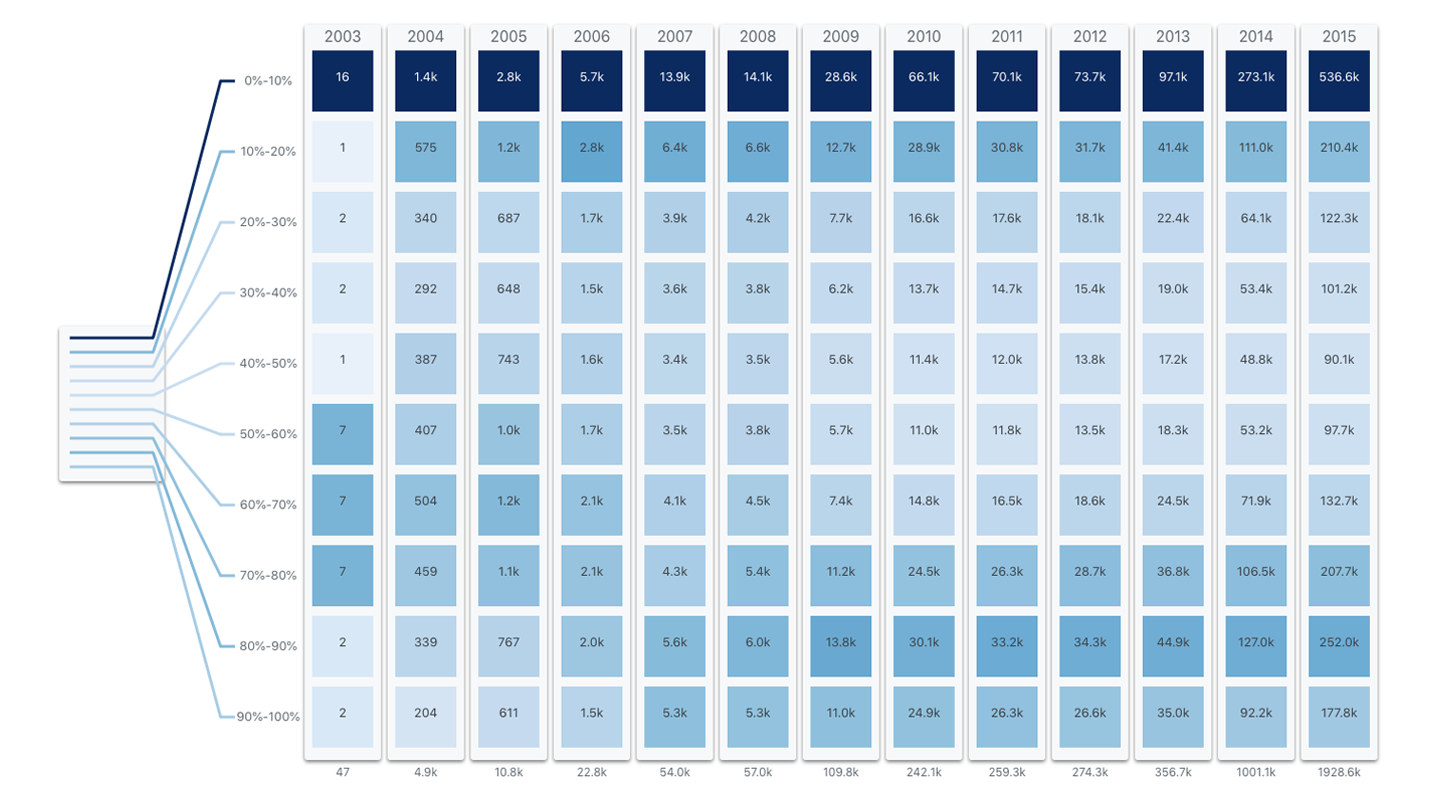 2003 2004 2005 2006 2007 2008 2009 2010 2011 2012 2013 2014 2015
0%-10% 16 1.4k 2.8k 5.7k 13.9k 14.1k 28.6k 66.1k 70.1k 73.7k 97.1k 273.1k 536.6k
10%-20% 1 575 1.2k 2.8k 6.4k 6.6k 12.7k 28.9k 30.8k 31.7k 41.4k 111.0k 210.4k
20%-30% 2 340 687 1.7k 3.9k 4.2k 7.7k 16.6k 17.6k 18.1k 22.4k 64.1k 122.3k
30%-40% 2 292 648 1.5k 3.6k 3.8k 6.2k 13.7k 14.7k 15.4k 19.0k 53.4k 101.2k
40%-50% 1 387 743 1.6k 3.4k 3.5k 5.6k 11.4k 12.0k 13.8k 17.2k 48.8k 90.1k
50%-60% 7 407 1.0k 1.7k 3.5k 3.8k 5.7k 11.0k 11.8k 13.5k 18.3k 53.2k 97.7k
60%-70% 7 504 1.2k 2.1k 4.1k 4.5k 7.4k 14.8k 16.5k 18.6k 24.5k 71.9k 132.7k
70%-80% 7 459 1.1k 2.1k 4.3k 5.4k 11.2k 24.5k 26.3k 28.7k 36.8k 106.5k 207.7k
80%-90% 2 339 767 2.0k 5.6k 6.0k 13.8k 30.1k 33.2k 34.3k 44.9k 127.0k 252.0k
90%-100% 2 204 611 1.5k 5.3k 5.3k 11.0k 24.9k 26.3k 26.6k 35.0k 92.2k 177.8k
47 4.9k 10.8k 22.8k 54.0k 57.0k 109.8k 242.1k 259.3k 274.3k 356.7k 1001.1k 1928.6k